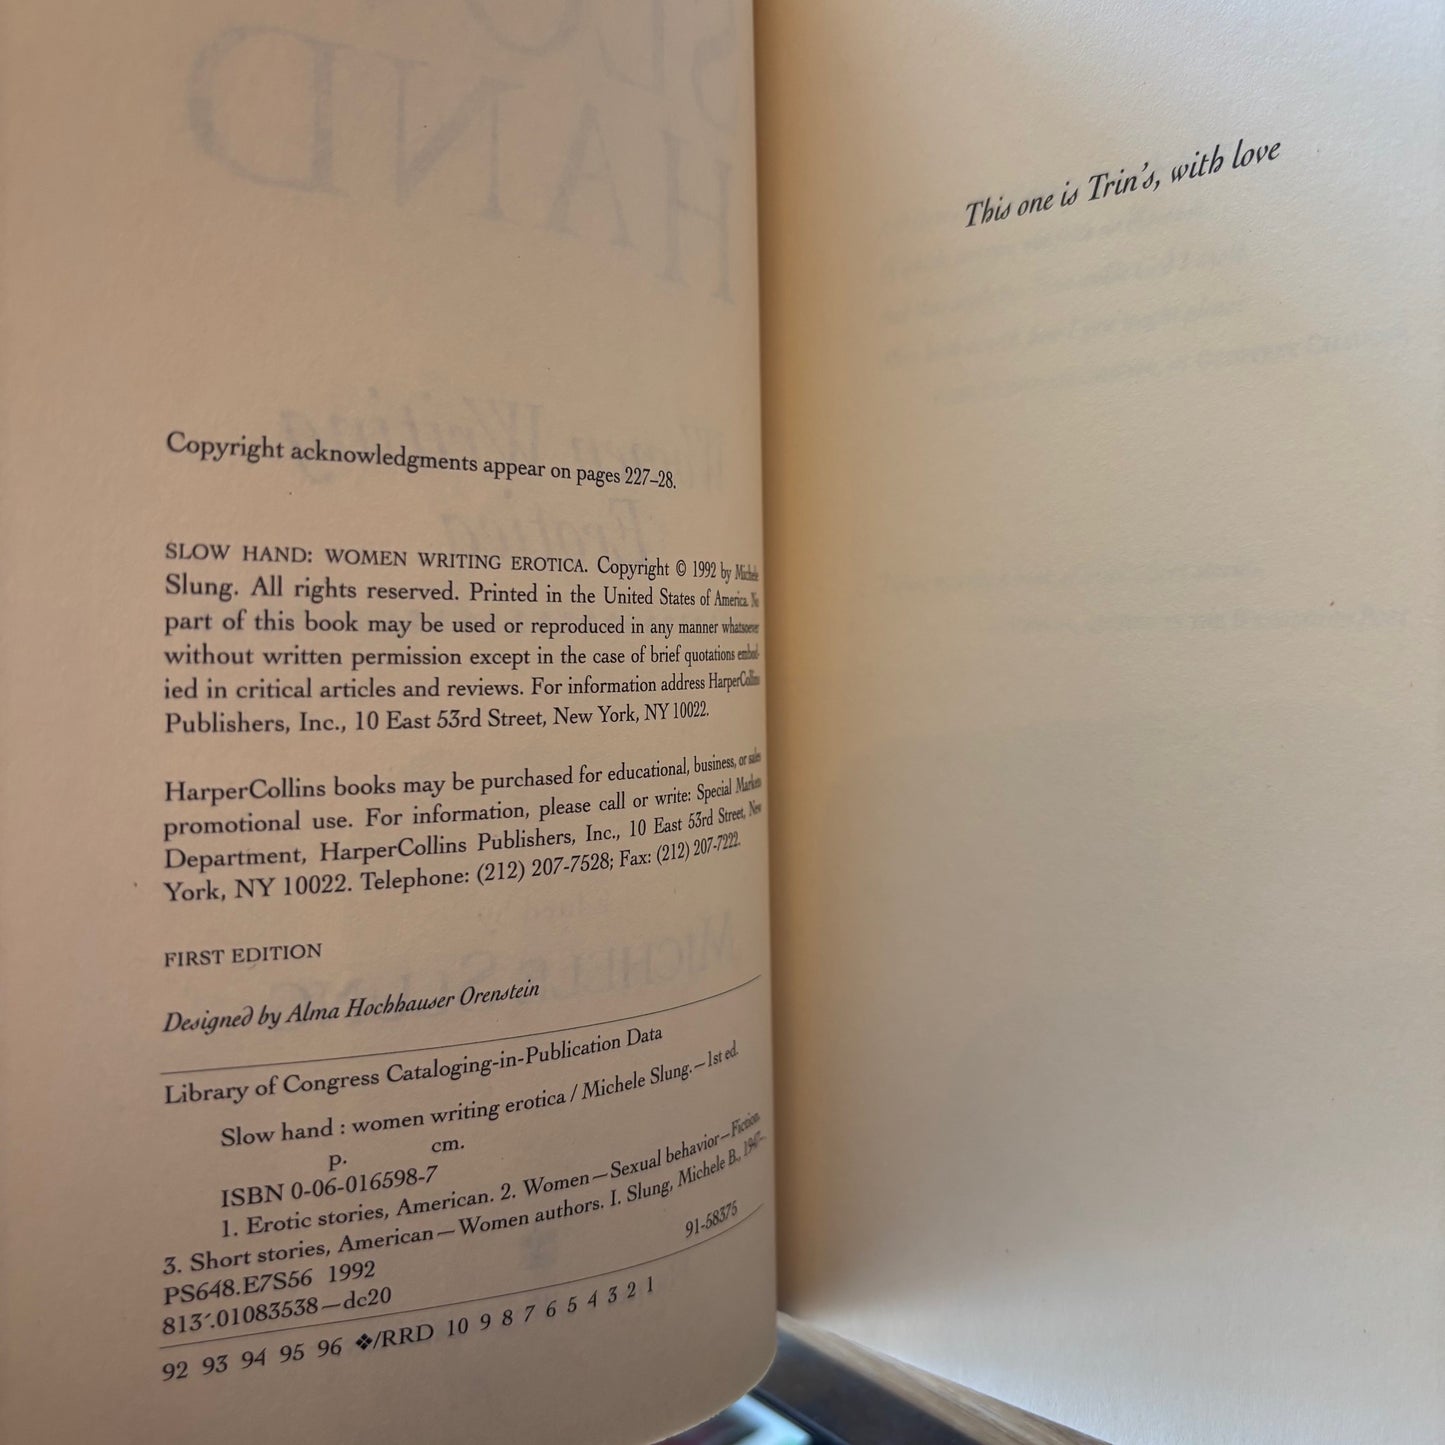 Copyright acknowledgments appear on pages 227–28.
SLOW HAND: WOMEN WRITING EROTICA. Copyright © 1992 by Michele
Slung. All rights reserved. Printed in the United States of America. No
part of this book may be used or reproduced in any manner whatsoever
without written permission except in the case of brief quotations embod-
ied in critical articles and reviews. For information address HarperCollins
Publishers, Inc., 10 East 53rd Street, New York, NY 10022.
HarperCollins books may be purchased for educational, business, or sales
promotional use. For information, please call or write: Special Markets
Department, HarperCollins Publishers, Inc., 10 East 53rd Street, New
York, NY 10022. Telephone: (212) 207-7528; Fax: (212) 207-7222.
FIRST EDITION
Designed by Alma Hochhauser Orenstein
Library of Congress Cataloging-in-Publication Data
Slow hand : women writing erotica / Michele Slung.—1st ed.
p. cm.
ISBN 0-06-016598-7
1. Erotic stories, American. 2. Women—Sexual behavior—Fiction.
3. Short stories, American—Women authors. I. Slung, Michele B., 1947–.
PS648.E7S56 1992
813´.01083538—dc20
91-58375
92 93 94 95 96 ❖/RRD 10 9 8 7 6 5 4 3 2 1
This one is Trin's, with love